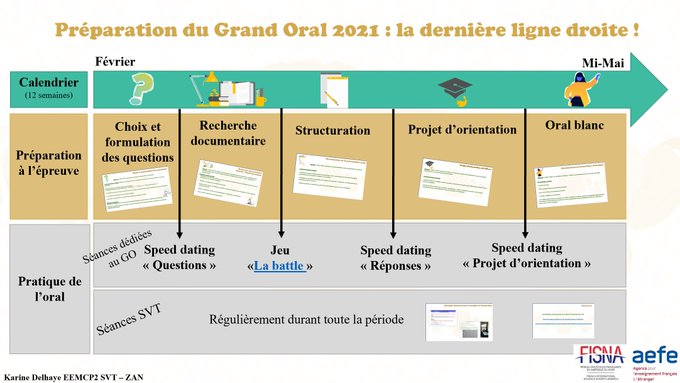 Préparation du Grand Oral 2021 : la dernière ligne droite !
Février
Mi-Mai
Calendrier
(12 semaines)
Préparation
à l'épreuve
Choix et
formulation
des questions
Recherche
documentaire
Structuration
Projet d'orientation
Oral blanc
Pratique de
l'oral
Séances dédiées
au GO
Speed dating
« Questions »
Jeu
«La battle »
Speed dating
« Réponses »
Speed dating
« Projet d'orientation »
Séances SVT
Régulièrement durant toute la période
FISNA
aefe
Agence pour
l'enseignement français
à l'étranger
Karine Delhaye EEMCP2 SVT – ZAN